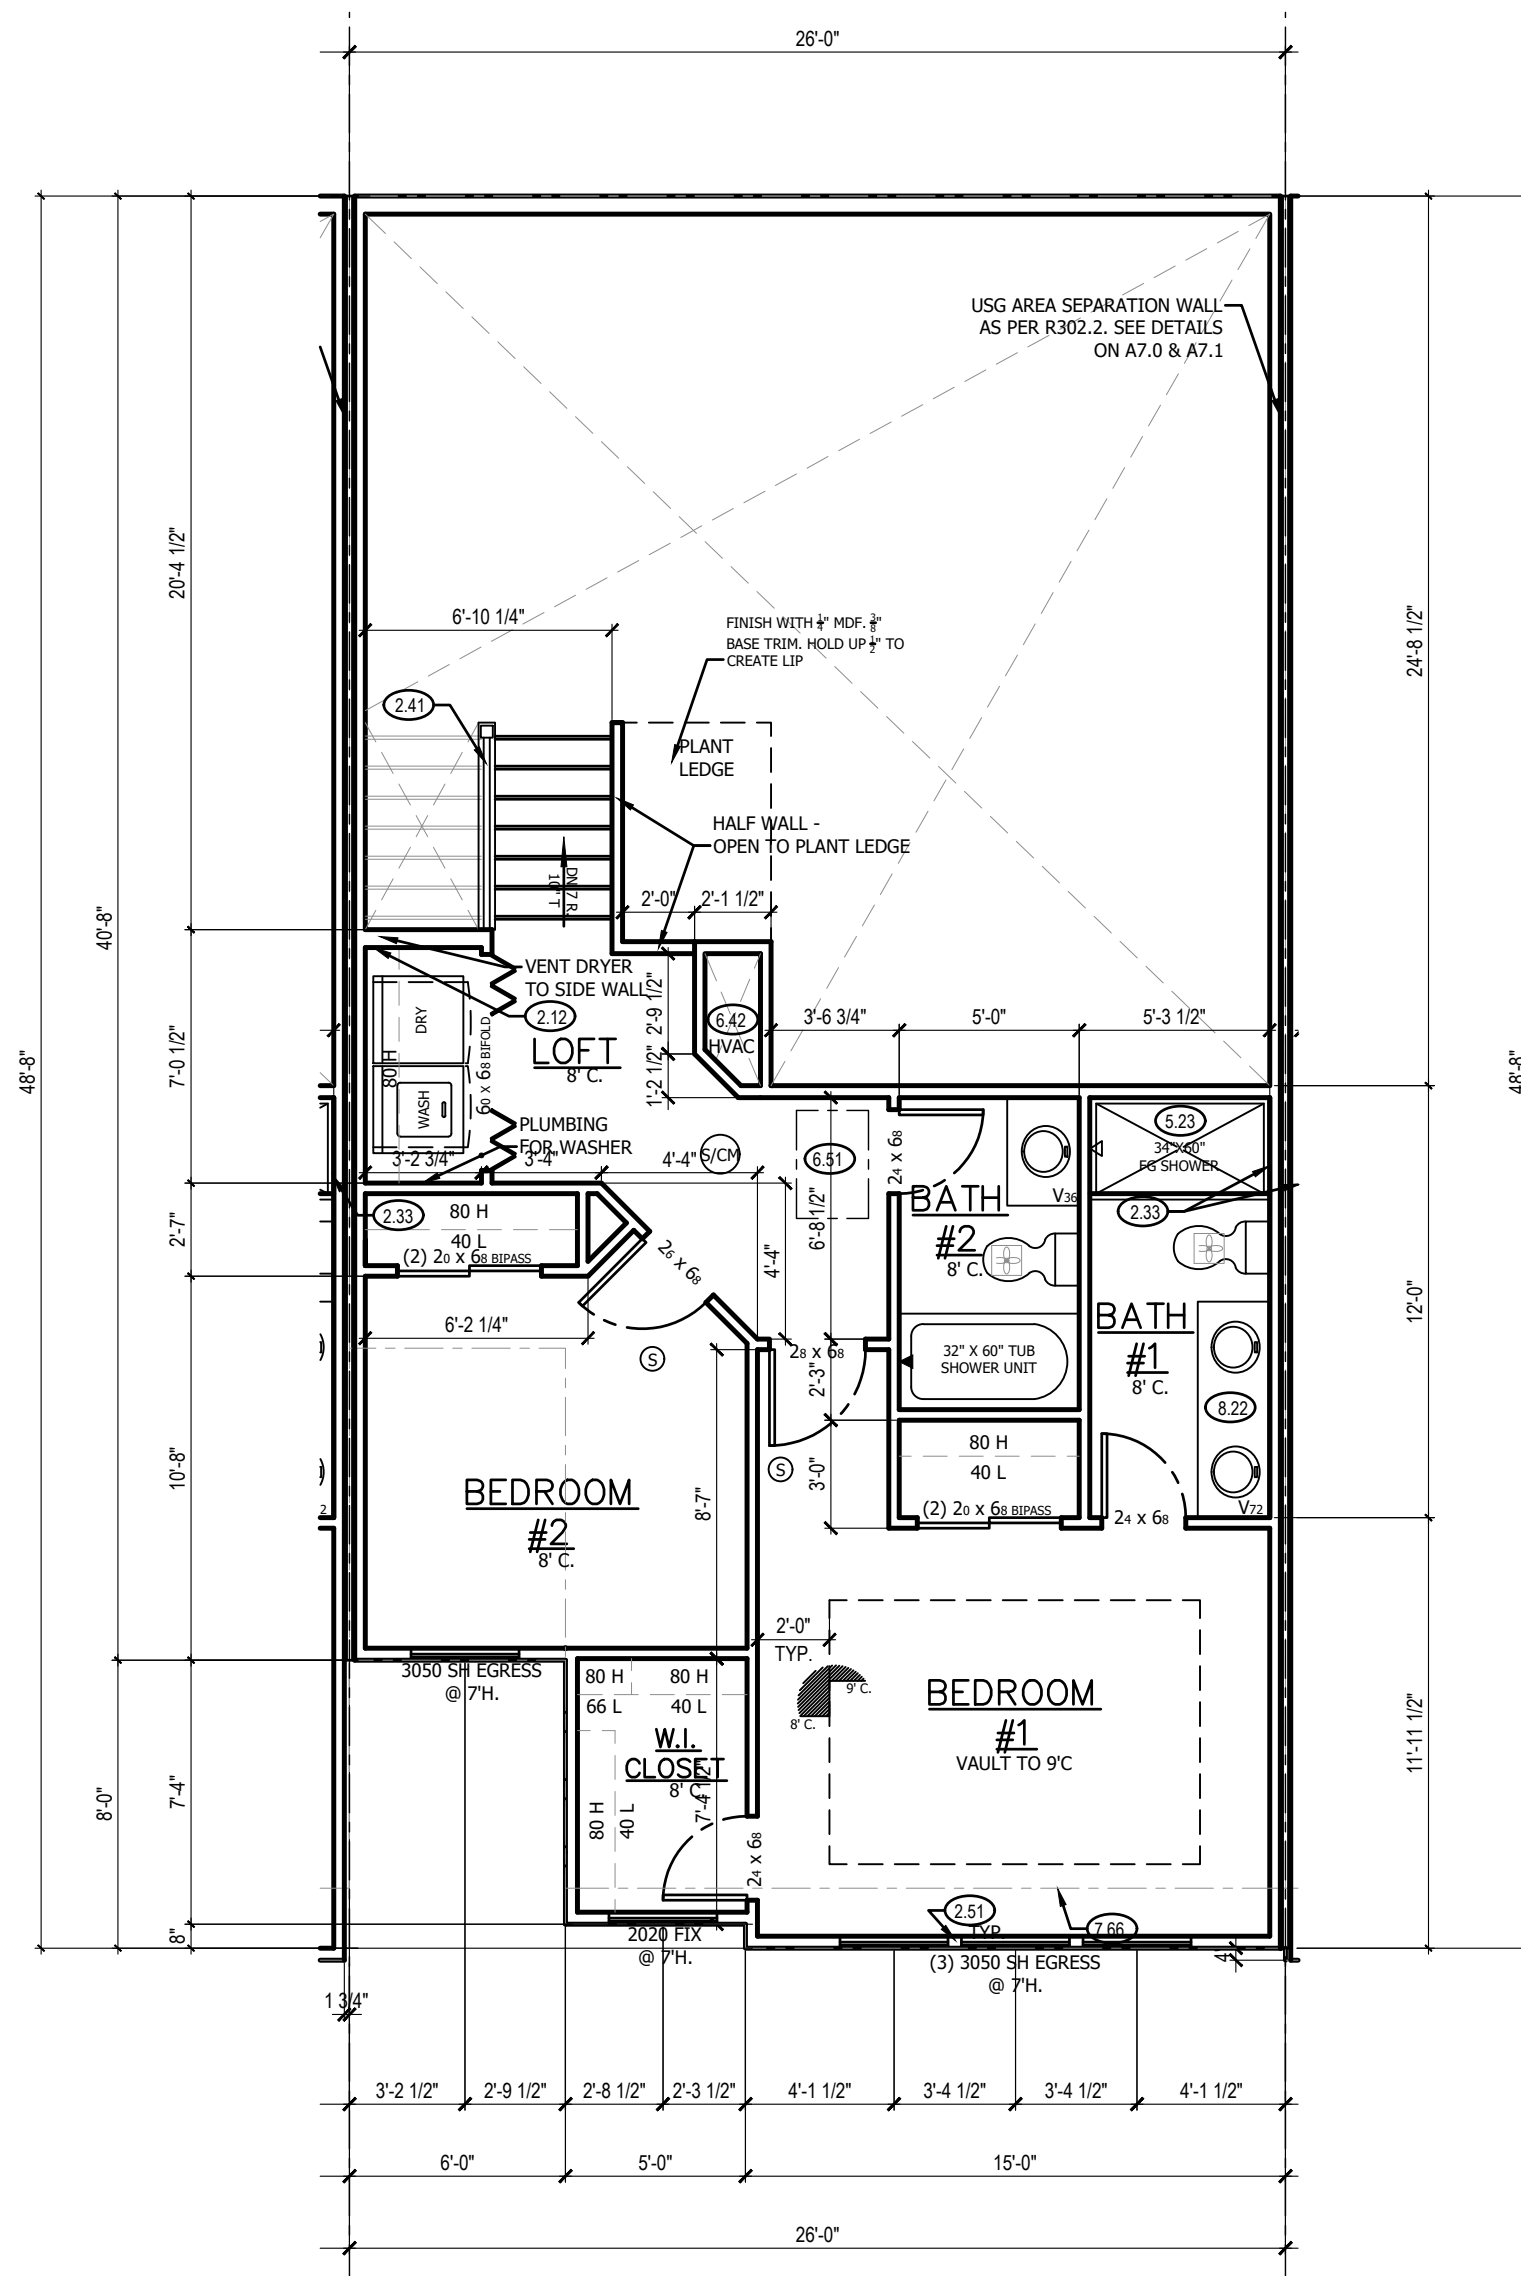 26'-0"
USG AREA SEPARATION WALL
AS PER R302.2. SEE DETAILS
ON A7.0 & A7.1
20'-4 1/2"
24'-8 1/2"
6'-10 1/4"
FINISH WITH 1/4" MDF. 3/8"
BASE TRIM. HOLD UP 1/2" TO
CREATE LIP
2.41
PLANT
LEDGE
HALF WALL -
OPEN TO PLANT LEDGE
DN 7 R.
10" T
2'-0"
2'-1 1/2"
40'-8"
48'-8"
48'-8"
VENT DRYER
TO SIDE WALL
2.12
2'-9 1/2"
1'-2 1/2"
6.42
HVAC
3'-6 3/4"
5'-0"
5'-3 1/2"
DRY
80 H
WASH
60 x 68 BIFOLD
LOFT
8' C.
7'-0 1/2"
PLUMBING
FOR WASHER
3'-2 3/4"
3'-4"
4'-4"
S/CM
6.51
24 x 68
5.23
34"X60"
FG SHOWER
V36
2.33
2.33
80 H
40 L
(2) 20 x 68 BIPASS
2'-7"
26 x 68
4'-4"
6'-8 1/2"
BATH
#2
8' C.
BATH
#1
8' C.
12'-0"
6'-2 1/4"
S
28 x 68
2'-3"
32" X 60" TUB
SHOWER UNIT
8.22
S
3'-0"
80 H
40 L
(2) 20 x 68 BIPASS
24 x 68
V72
2
10'-8"
BEDROOM
#2
8' C.
8'-7"
2'-0"
TYP.
9' C.
8' C.
3050 SH EGRESS
@ 7'H.
80 H
66 L
80 H
40 L
W.I.
CLOSET
8' C.
7'-4 1/2"
80 H
40 L
24 x 68
BEDROOM
#1
VAULT TO 9'C
11'-11 1/2"
8'-0"
7'-4"
8"
2020 FIX
@ 7'H.
2.51
TYP.
7.66
(3) 3050 SH EGRESS
@ 7'H.
4"
1 3/4"
3'-2 1/2"
2'-9 1/2"
2'-8 1/2"
2'-3 1/2"
4'-1 1/2"
3'-4 1/2"
3'-4 1/2"
4'-1 1/2"
6'-0"
5'-0"
15'-0"
26'-0"